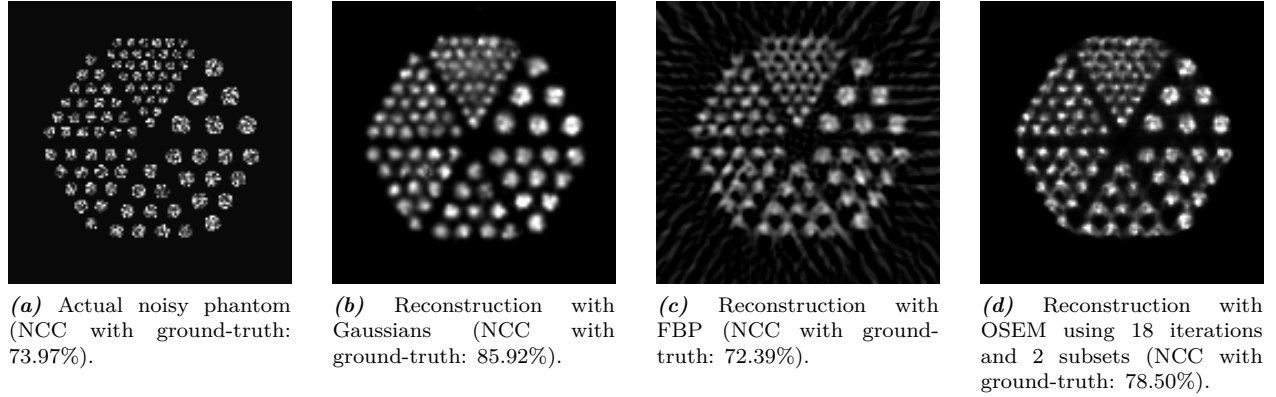 (a) Actual noisy phantom
(NCC with ground-truth:
73.97%).
(b) Reconstruction with
Gaussians (NCC with
ground-truth: 85.92%).
(c) Reconstruction with
FBP (NCC with ground-
truth: 72.39%).
(d) Reconstruction with
OSEM using 18 iterations
and 2 subsets (NCC with
ground-truth: 78.50%).